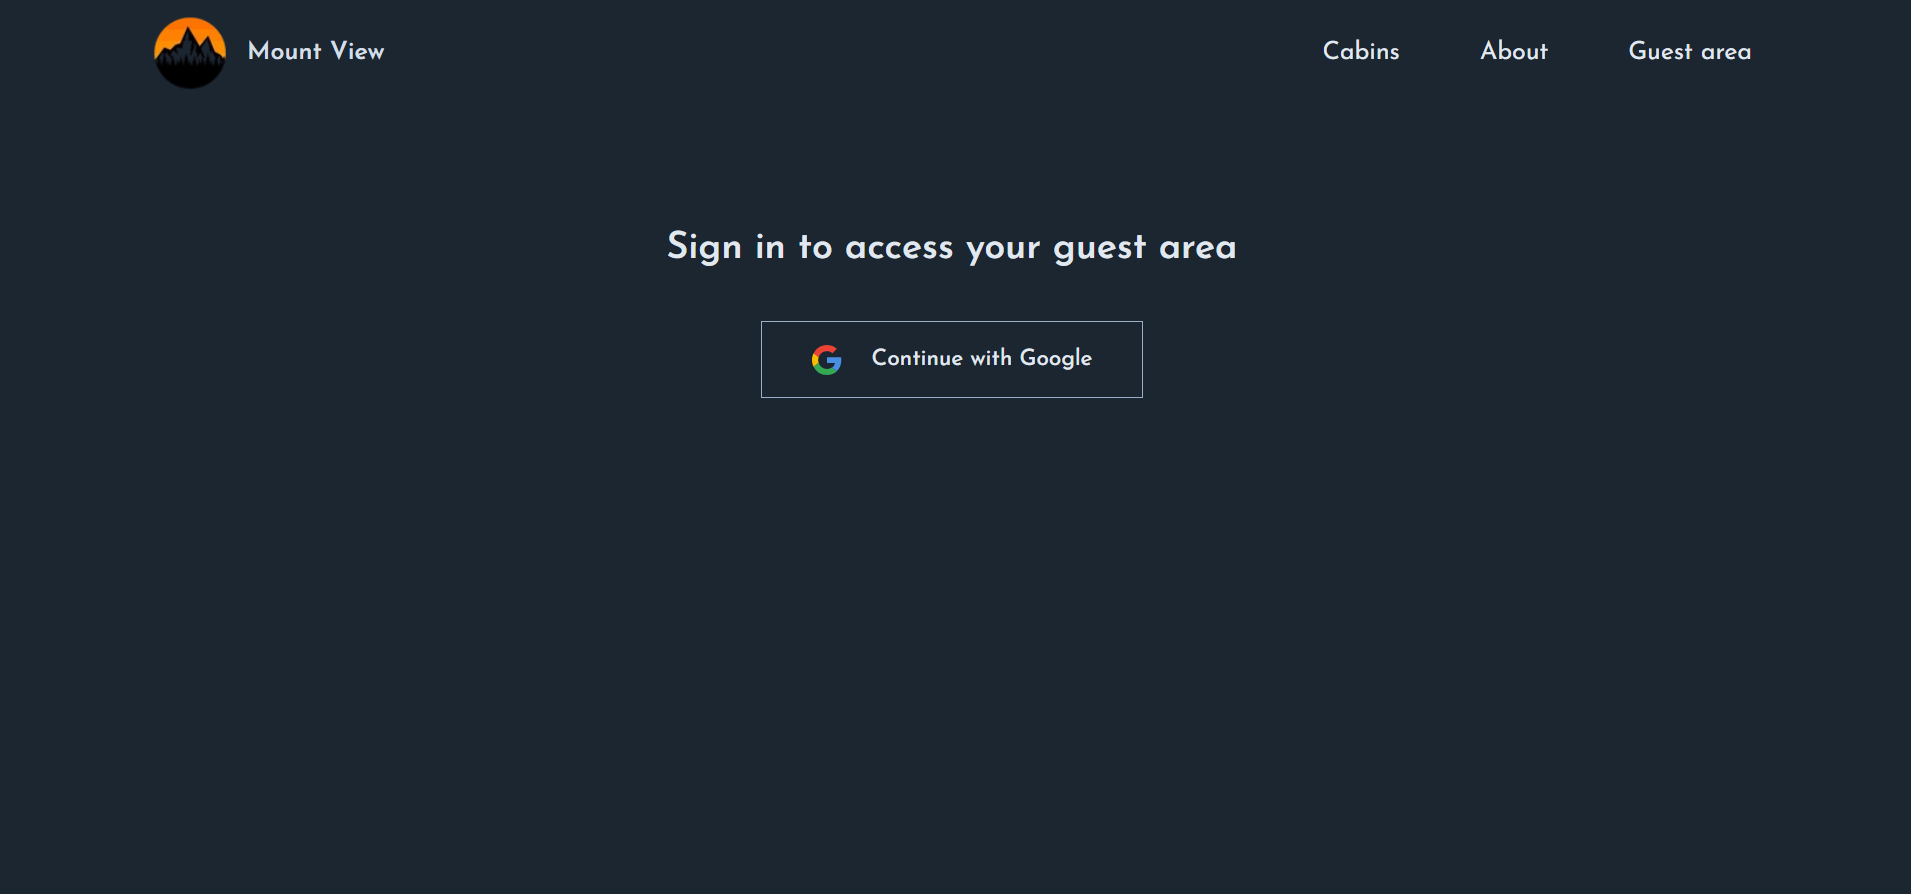 Mount View
Cabins
About
Guest area
Sign in to access your guest area
Continue with Google